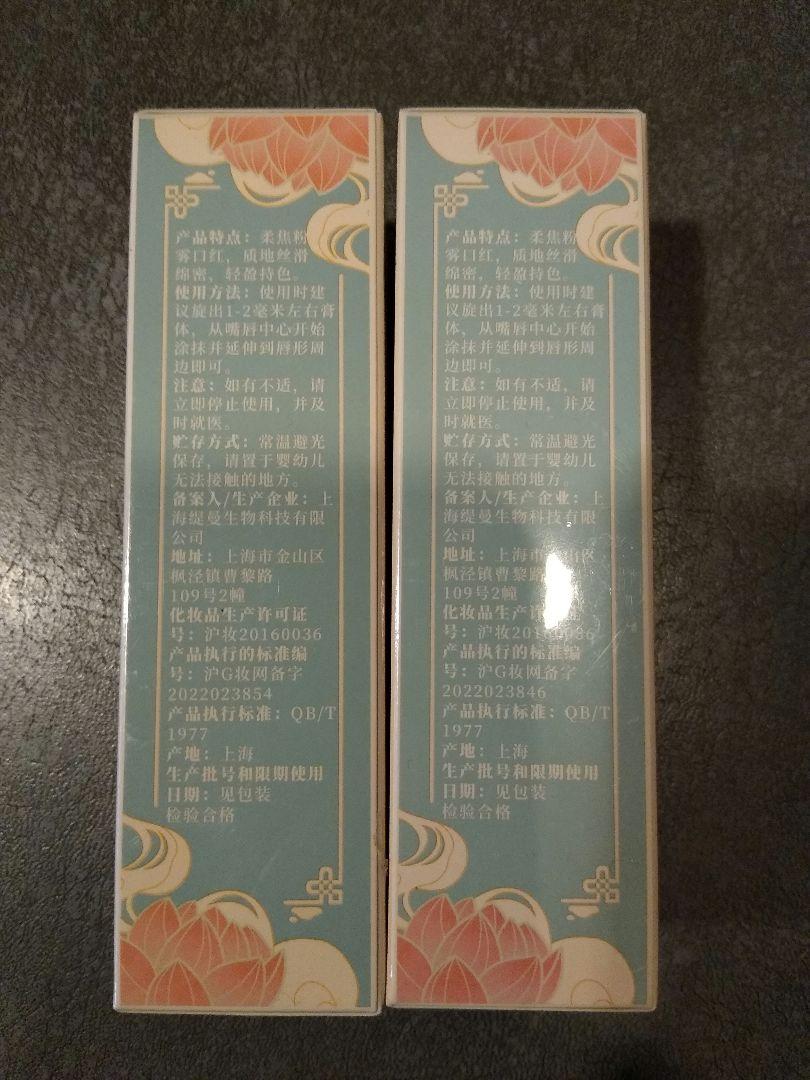 产品特点：柔焦粉
雾口红，质地丝滑
绵密，轻盈持色。
使用方法：使用时建
议旋出1-2毫米左右膏
体，从嘴唇中心开始
涂抹并延伸到唇形周
边即可。
注意：如有不适，请
立即停止使用，并及
时就医。
贮存方式：常温避光
保存，请置于婴幼儿
无法接触的地方。
备案人/生产企业：上
海缇曼生物科技有限
公司
地址：上海市金山区
枫泾镇曹黎路
109号2幢
化妆品生产许可证
号：沪妆20160036
产品执行的标准编
号：沪G妆网备字
2022023854
产品执行标准：QB/T
1977
产地：上海
生产批号和限期使用
日期：见包装
检验合格
产品特点：柔焦粉
雾口红，质地丝滑
绵密，轻盈持色。
使用方法：使用时建
议旋出1-2毫米左右膏
体，从嘴唇中心开始
涂抹并延伸到唇形周
边即可。
注意：如有不适，请
立即停止使用，并及
时就医。
贮存方式：常温避光
保存，请置于婴幼儿
无法接触的地方。
备案人/生产企业：上
海缇曼生物科技有限
公司
地址：上海市金山区
枫泾镇曹黎路
109号2幢
化妆品生产许可证
号：沪妆20160036
产品执行的标准编
号：沪G妆网备字
2022023846
产品执行标准：QB/T
1977
产地：上海
生产批号和限期使用
日期：见包装
检验合格